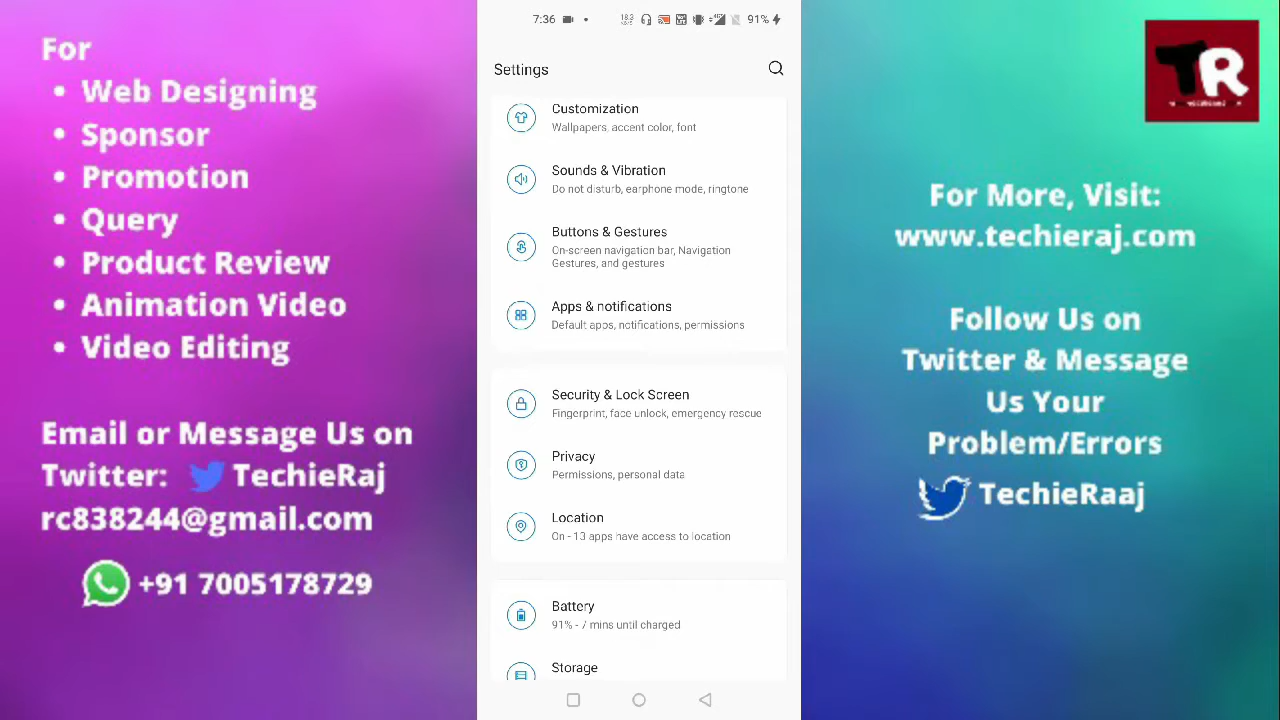 For
• Web Designing
• Sponsor
• Promotion
• Query
• Product Review
• Animation Video
• Video Editing
Email or Message Us on
Twitter: TechieRaj
rc838244@gmail.com
+91 7005178729
7:36
91%
Settings
Customization
Wallpapers, accent color, font
Sounds & Vibration
Do not disturb, earphone mode, ringtone
Buttons & Gestures
On-screen navigation bar, Navigation
Gestures, and gestures
Apps & notifications
Default apps, notifications, permissions
Security & Lock Screen
Fingerprint, face unlock, emergency rescue
Privacy
Permissions, personal data
Location
On - 13 apps have access to location
Battery
91% - 7 mins until charged
Storage
TR
For More, Visit:
www.techieraj.com
Follow Us on
Twitter & Message
Us Your
Problem/Errors
TechieRaaj